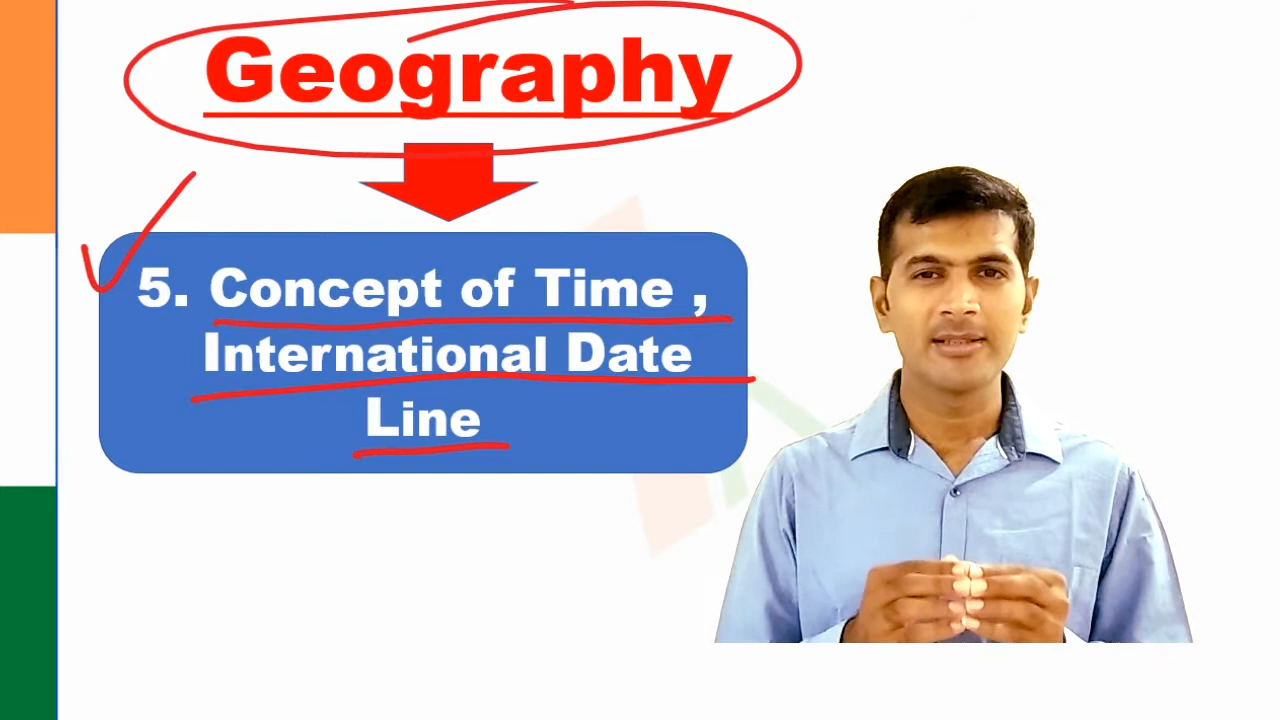 Geography
5. Concept of Time ,
International Date
Line